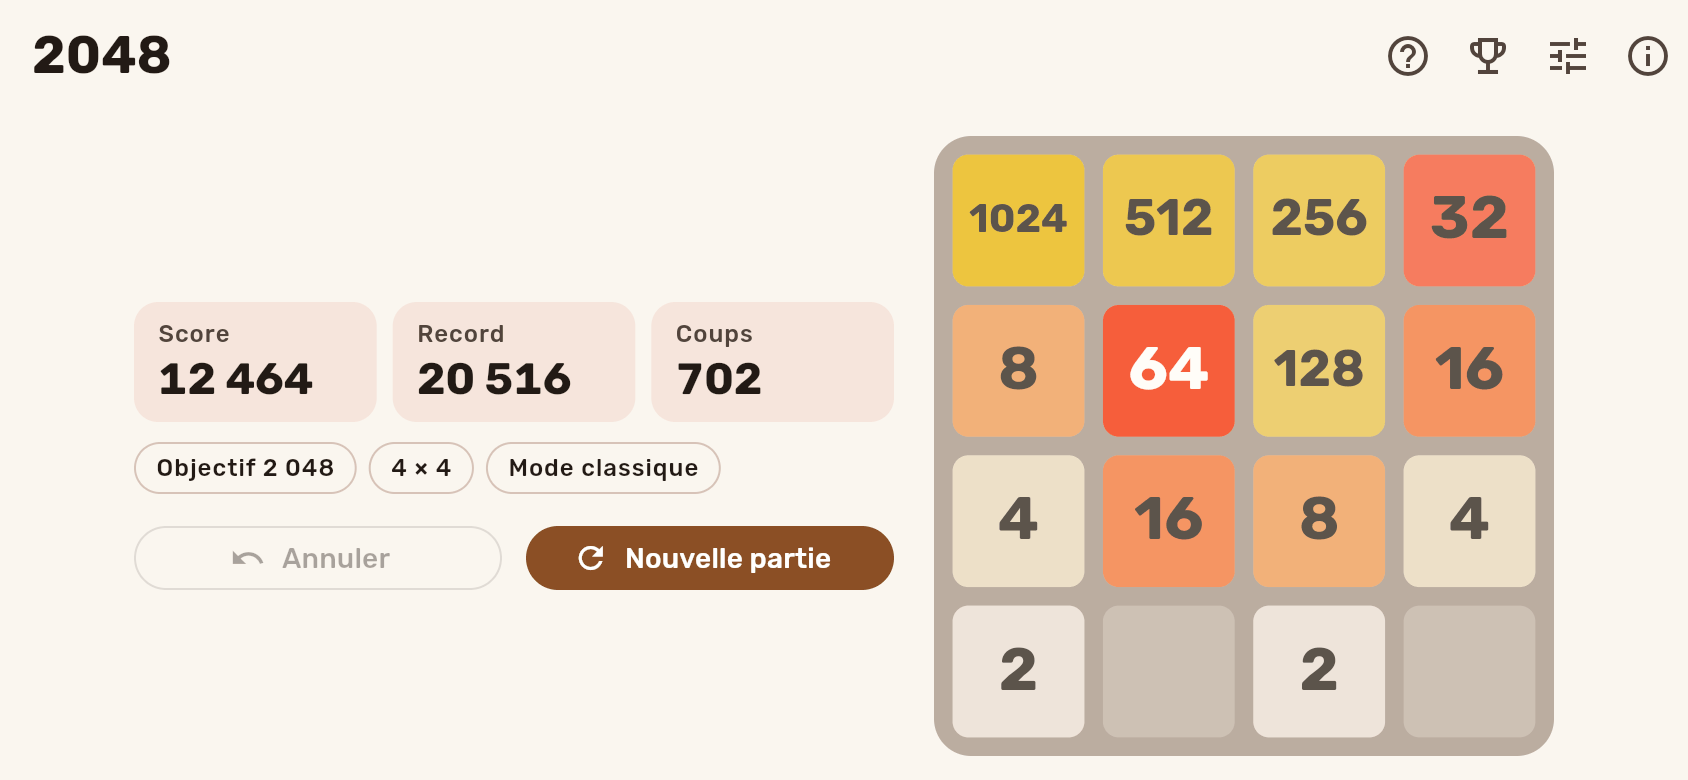 2048
Score
12 464
Record
20 516
Coups
702
Objectif 2 048
4 × 4
Mode classique
Annuler
Nouvelle partie
1024 512 256 32
8 64 128 16
4 16 8 4
2 2